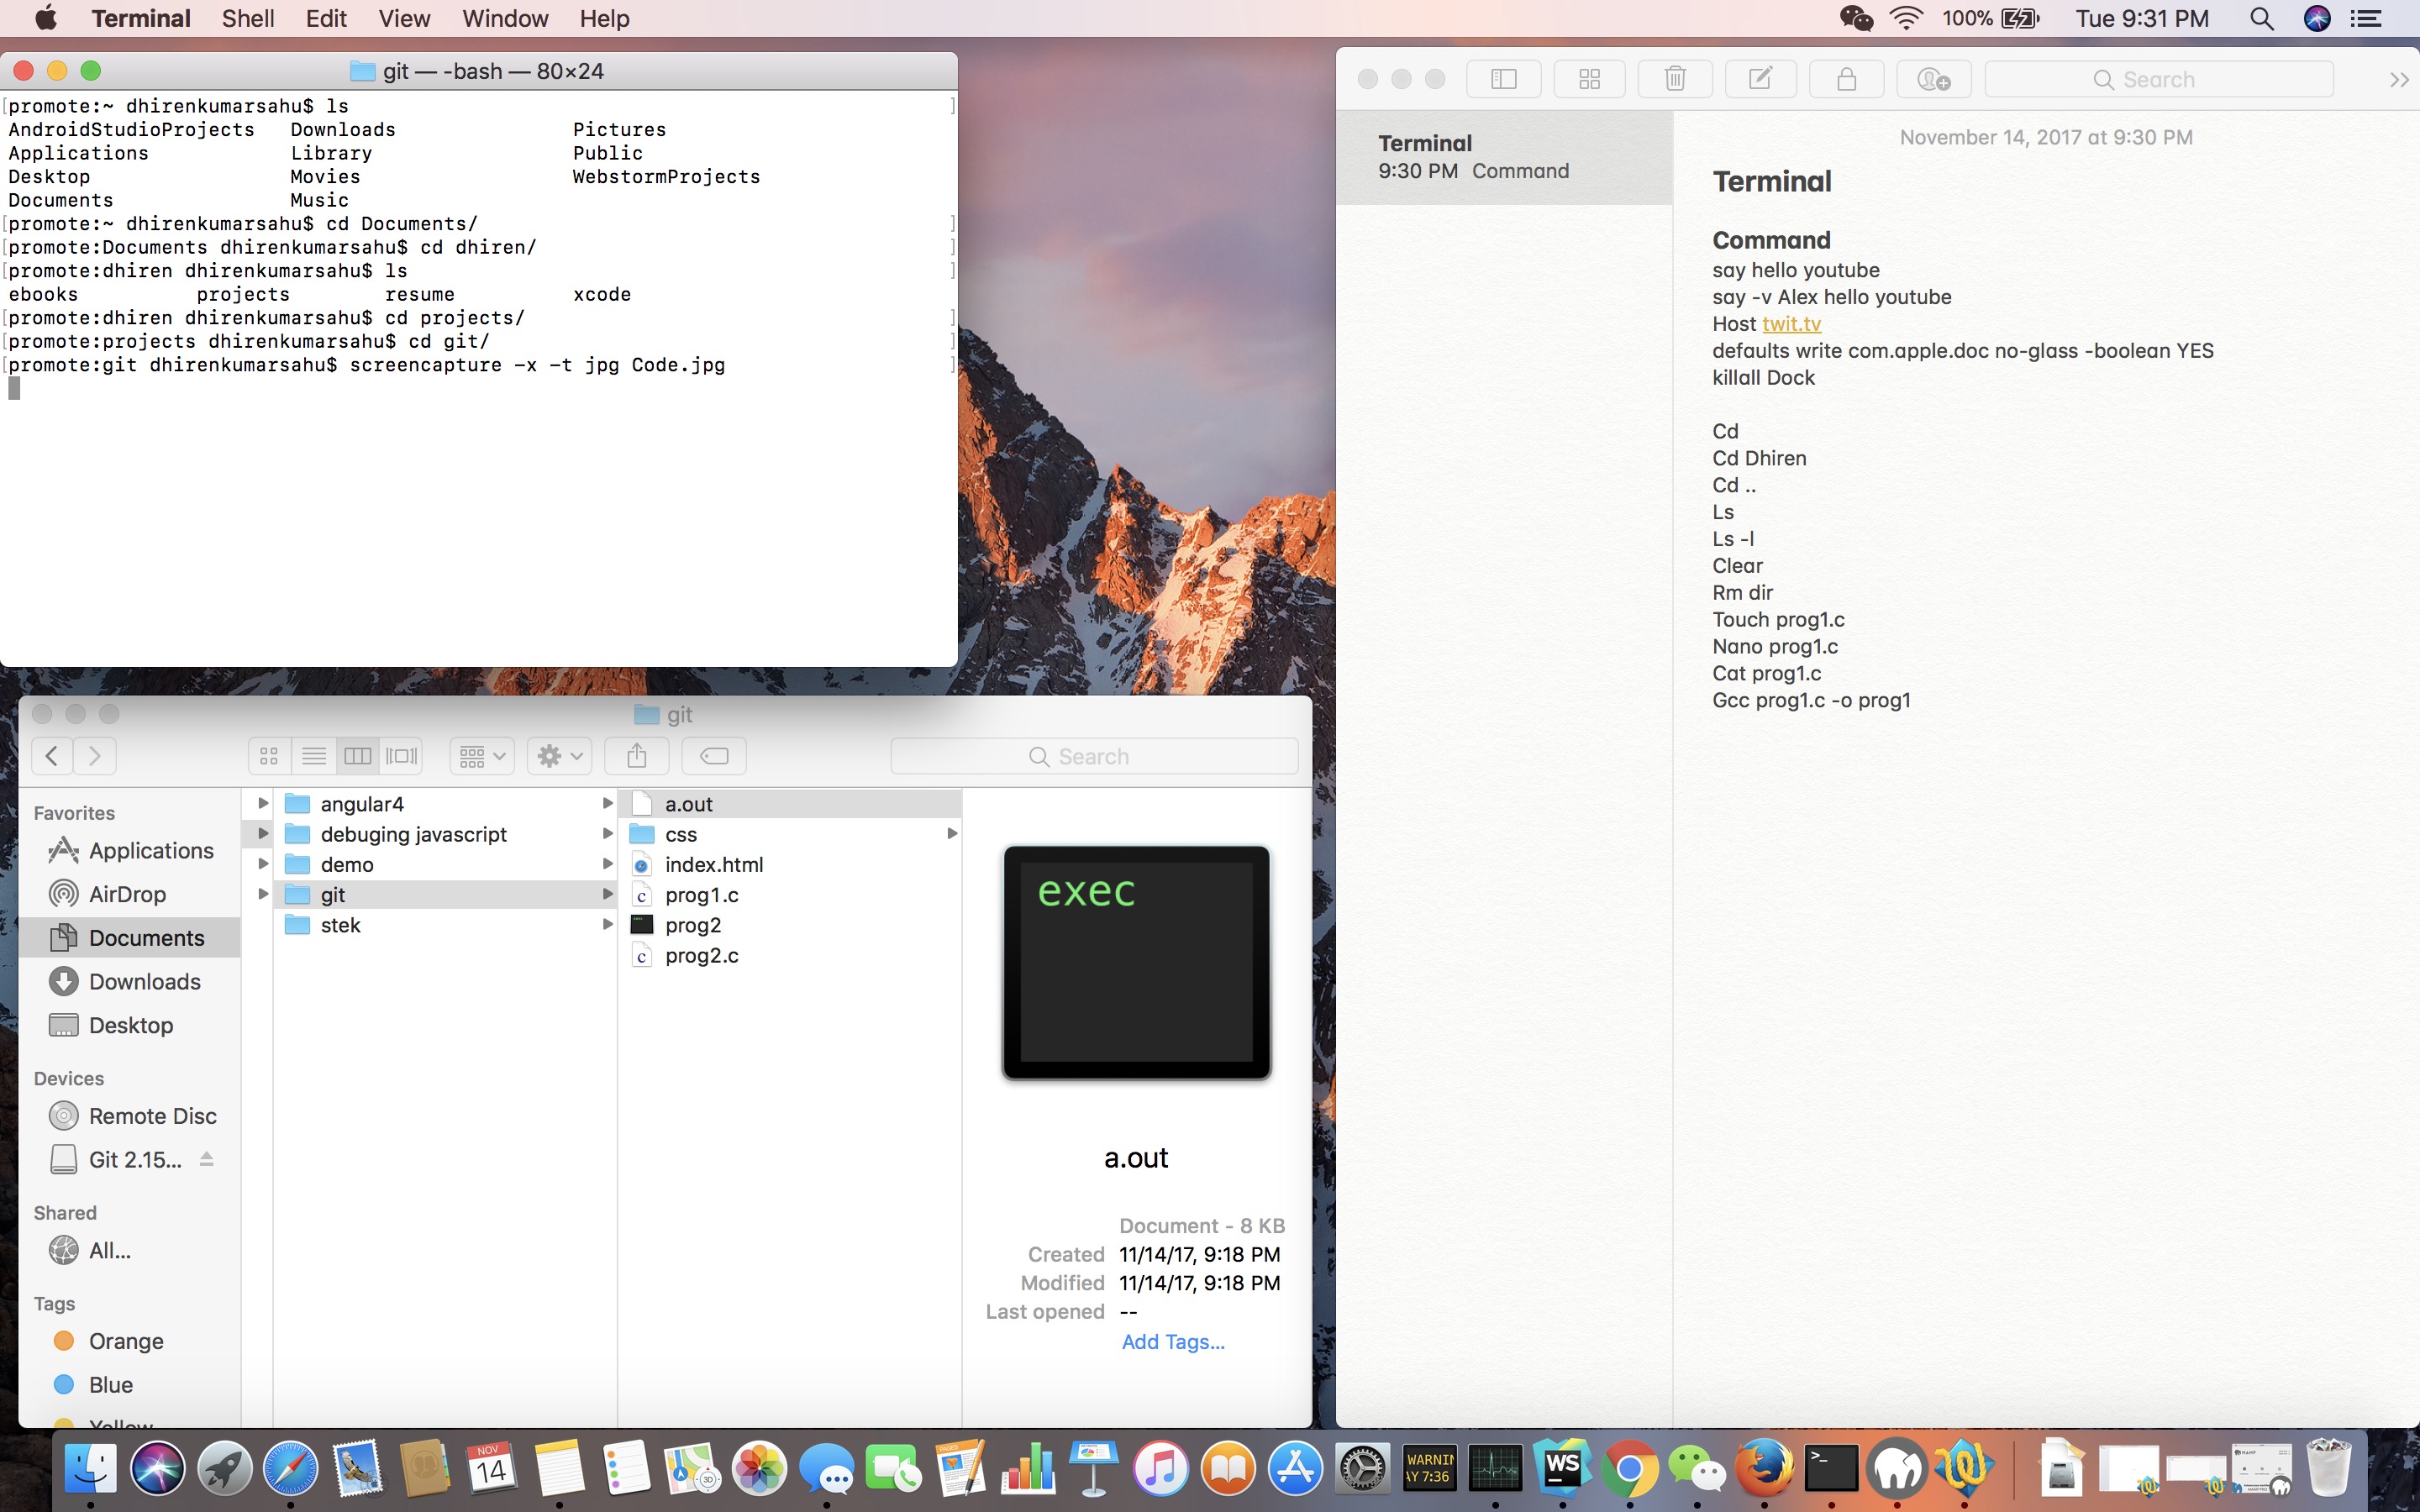 Terminal Shell Edit View Window Help 100% Tue 9:31 PM
git — -bash — 80×24
promote:~ dhirenkumarsahu$ ls
AndroidStudioProjects Downloads Pictures
Applications Library Public
Desktop Movies WebstormProjects
Documents Music
promote:~ dhirenkumarsahu$ cd Documents/
promote:Documents dhirenkumarsahu$ cd dhiren/
promote:dhiren dhirenkumarsahu$ ls
ebooks projects resume xcode
promote:dhiren dhirenkumarsahu$ cd projects/
promote:projects dhirenkumarsahu$ cd git/
promote:git dhirenkumarsahu$ screencapture -x -t jpg Code.jpg
Search
Terminal
9:30 PM Command
November 14, 2017 at 9:30 PM
Terminal
Command
say hello youtube
say -v Alex hello youtube
Host twit.tv
defaults write com.apple.doc no-glass -boolean YES
killall Dock
Cd
Cd Dhiren
Cd ..
Ls
Ls -l
Clear
Rm dir
Touch prog1.c
Nano prog1.c
Cat prog1.c
Gcc prog1.c -o prog1
git
Search
Favorites
Applications
AirDrop
Documents
Downloads
Desktop
Devices
Remote Disc
Git 2.15...
Shared
All...
Tags
Orange
Blue
Yellow
angular4
debuging javascript
demo
git
stek
a.out
css
index.html
prog1.c
prog2
prog2.c
exec
a.out
Document - 8 KB
Created 11/14/17, 9:18 PM
Modified 11/14/17, 9:18 PM
Last opened --
Add Tags...
NOV
14
PAGES
3D
WARNIN
AY 7:36
WS
>_